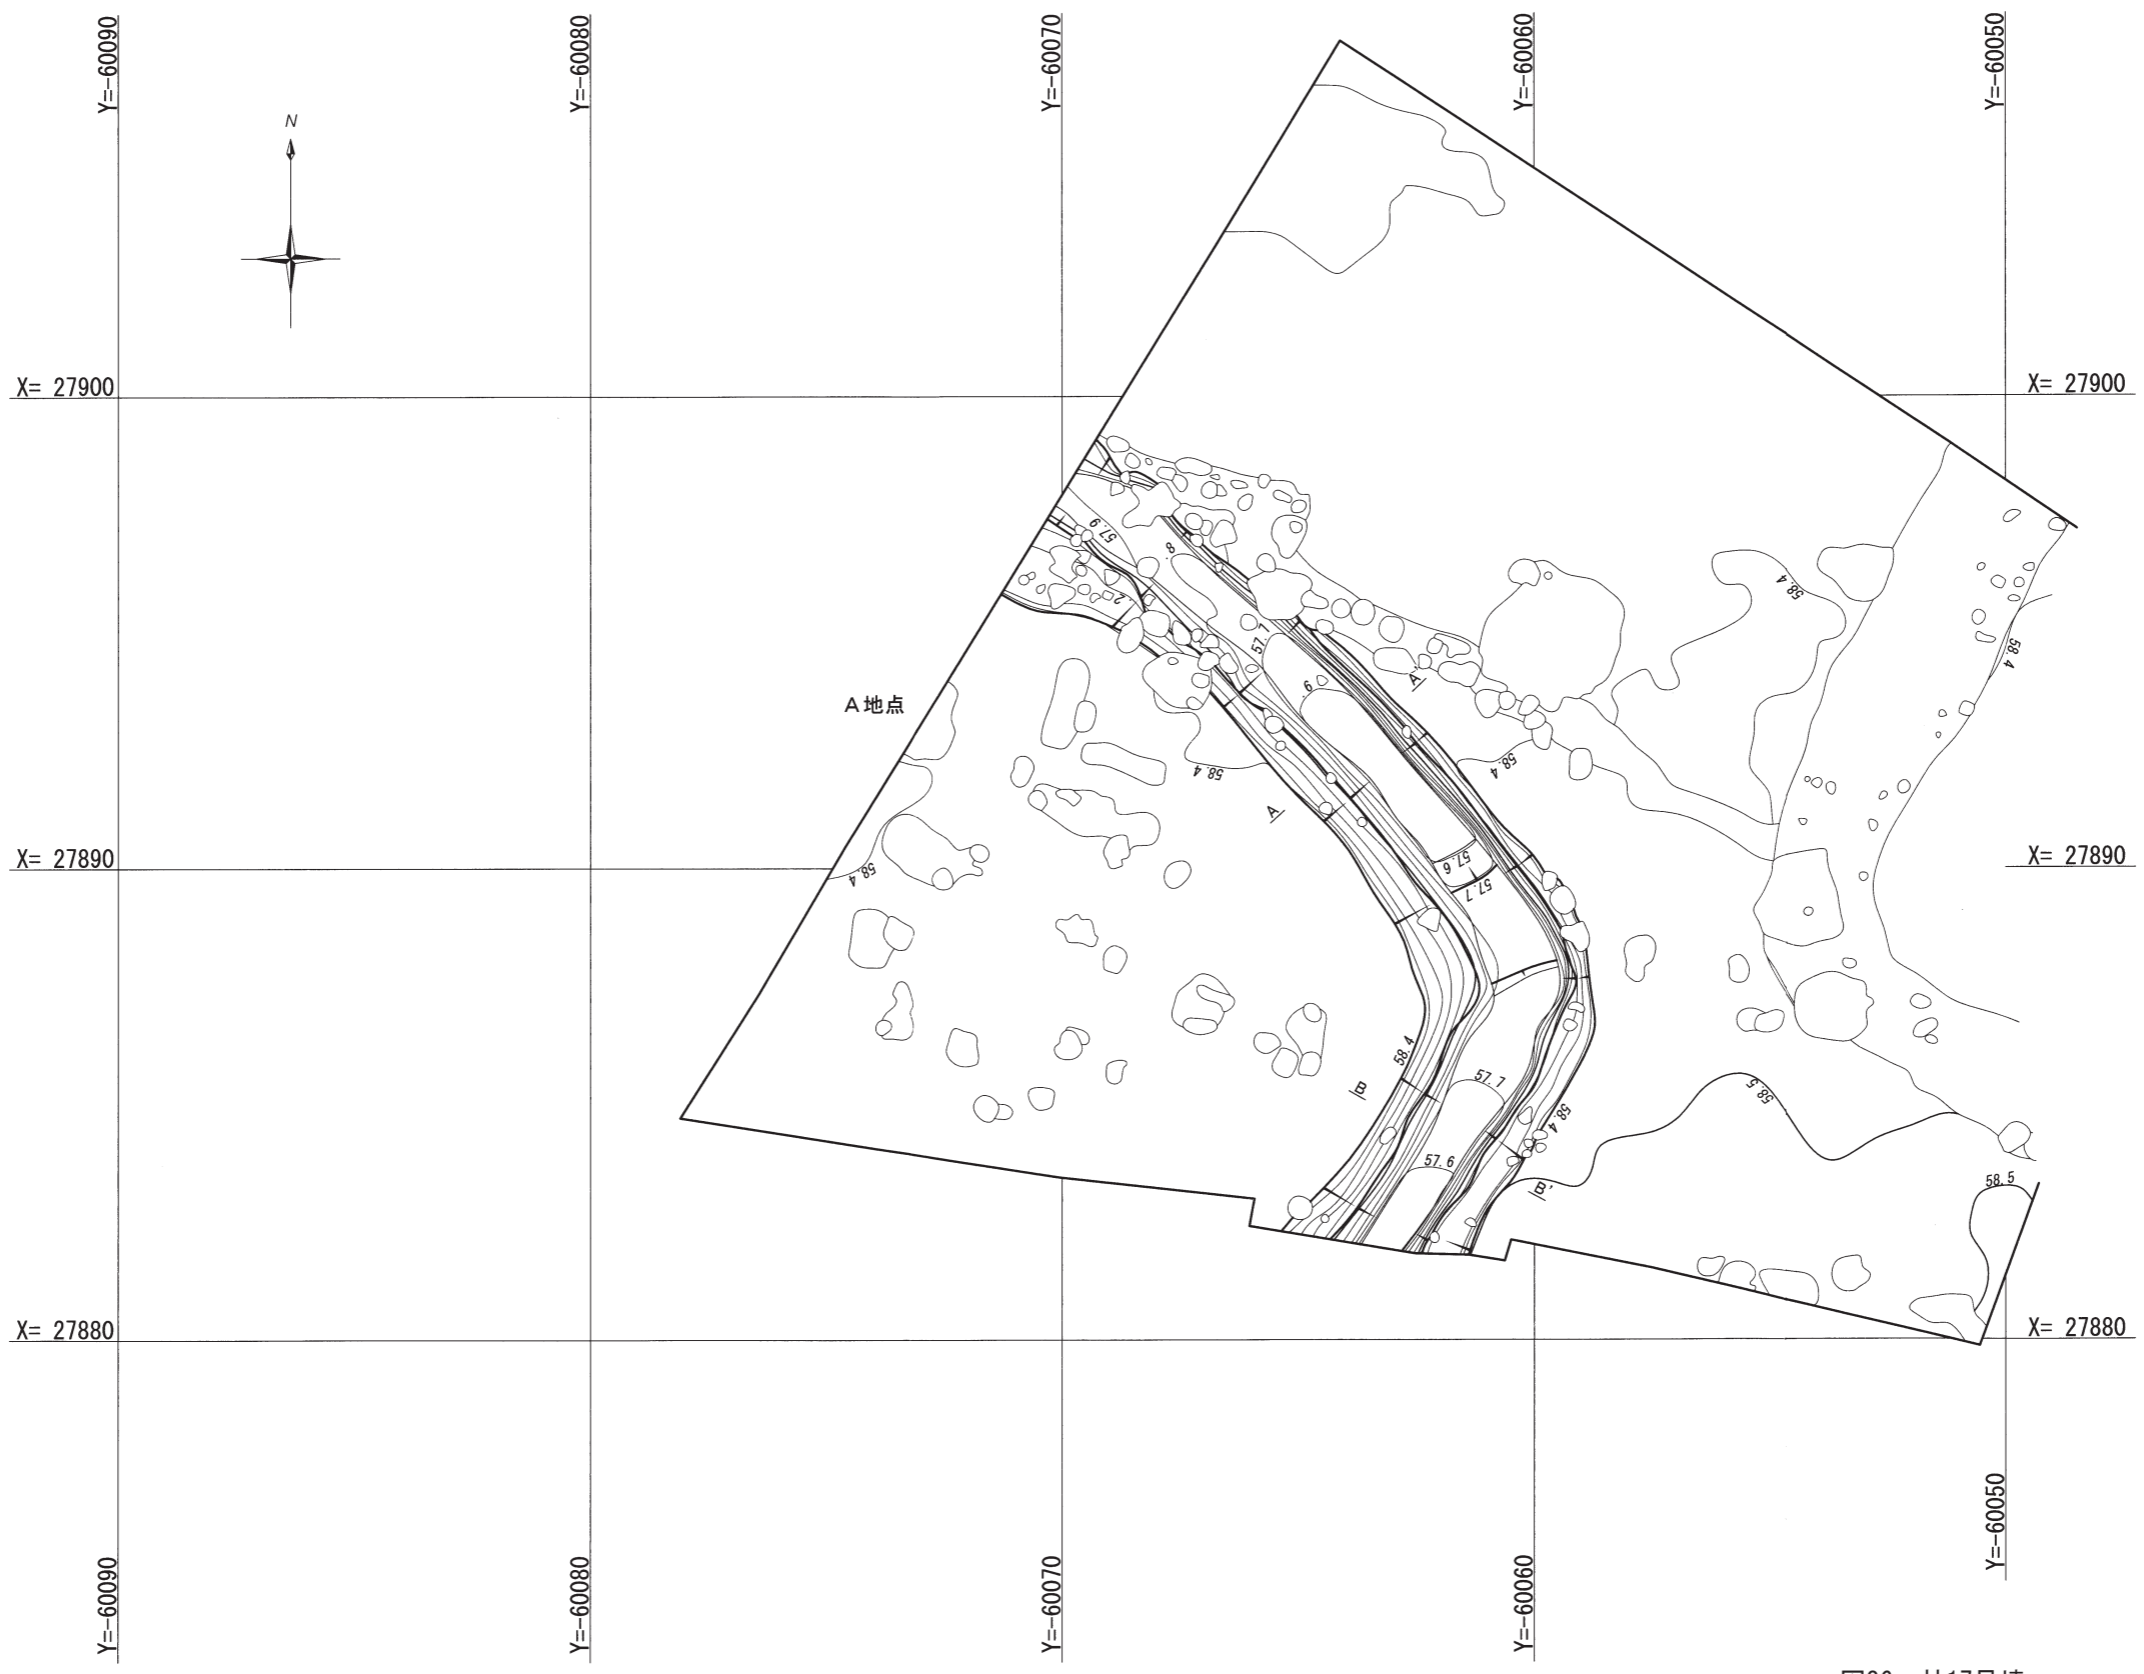 Y=-60090
Y=-60080
Y=-60070
Y=-60060
Y=-60050
N
X= 27900
X= 27900
57.9
.8
58.4
.2
57.7
58.4
.6
A'
A地点
58.4
58.4
A
X= 27890
57.6
X= 27890
58.4
57.7
58.4
B
57.7
58.5
58.4
57.6
B'
58.5
X= 27880
X= 27880
Y=-60090
Y=-60080
Y=-60070
Y=-60060
Y=-60050